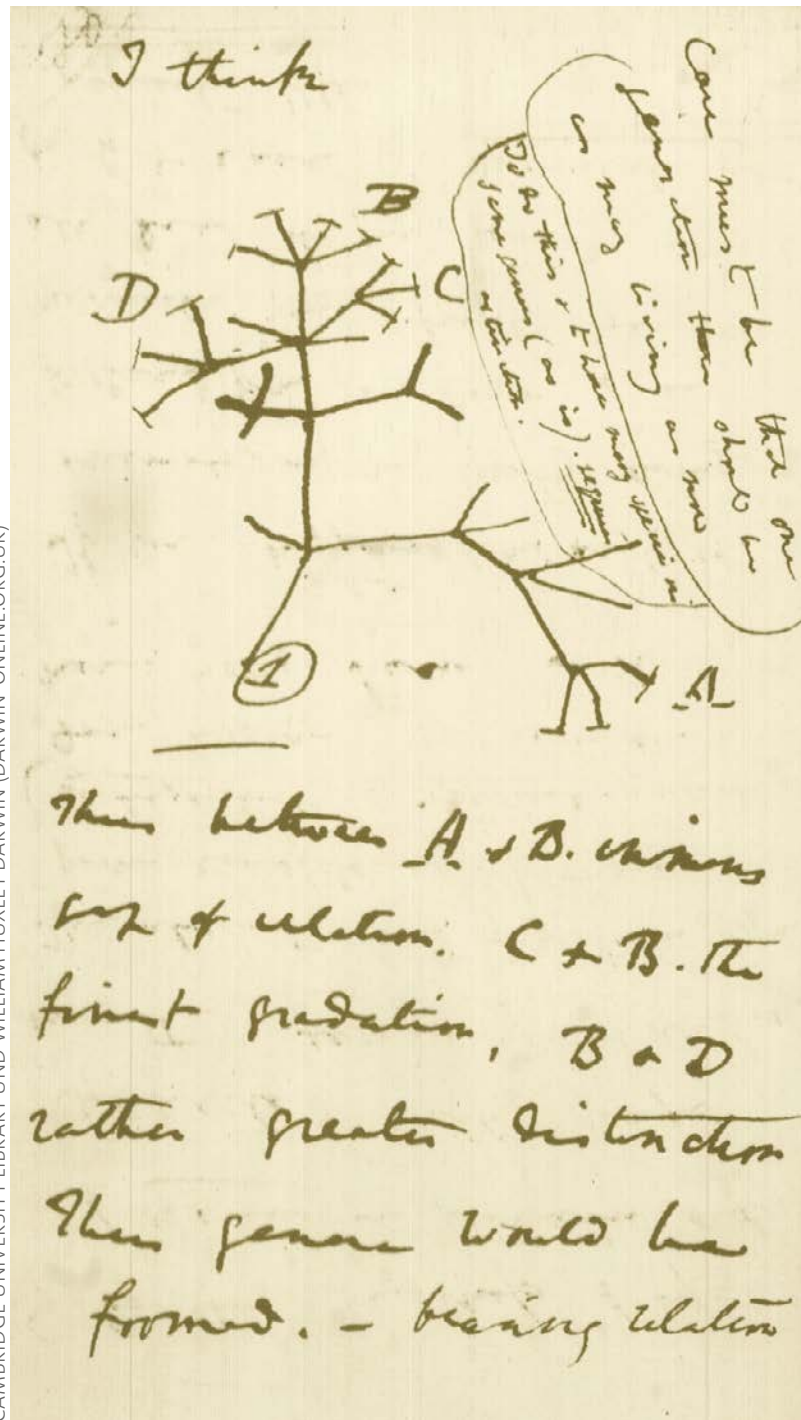 I think
Case must be that one
generation then should be
as many living as now
To do this & to have many species in
same genus (as is). requires
extinction.
B
D
C
1
A
Thus between A & B. immens
gap of relation. C & B. the
finest gradation, B & D
rather greater distinction
Thus genera would be
formed. — bearing relation
CAMBRIDGE UNIVERSITY LIBRARY UND WILLIAM HUXLEY DARWIN (DARWIN-ONLINE.ORG.UK)